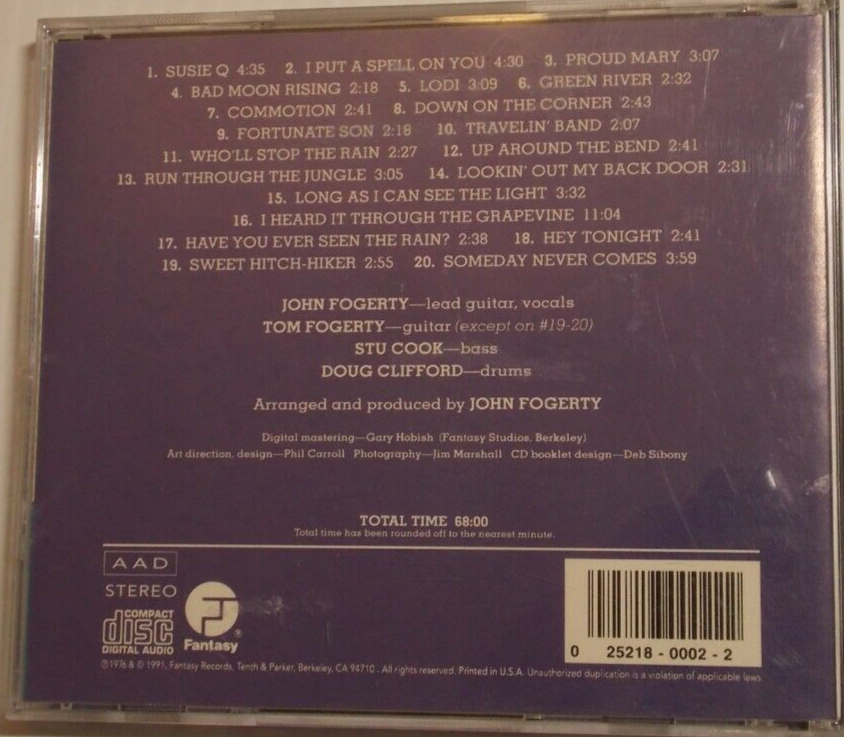 1. SUSIE Q 4:35 2. I PUT A SPELL ON YOU 4:30 3. PROUD MARY 3:07
4. BAD MOON RISING 2:18 5. LODI 3:09 6. GREEN RIVER 2:32
7. COMMOTION 2:41 8. DOWN ON THE CORNER 2:43
9. FORTUNATE SON 2:18 10. TRAVELIN' BAND 2:07
11. WHO'LL STOP THE RAIN 2:27 12. UP AROUND THE BEND 2:41
13. RUN THROUGH THE JUNGLE 3:05 14. LOOKIN' OUT MY BACK DOOR 2:31
15. LONG AS I CAN SEE THE LIGHT 3:32
16. I HEARD IT THROUGH THE GRAPEVINE 11:04
17. HAVE YOU EVER SEEN THE RAIN? 2:38 18. HEY TONIGHT 2:41
19. SWEET HITCH-HIKER 2:55 20. SOMEDAY NEVER COMES 3:59
JOHN FOGERTY—lead guitar, vocals
TOM FOGERTY—guitar (except on #19-20)
STU COOK—bass
DOUG CLIFFORD—drums
Arranged and produced by JOHN FOGERTY
Digital mastering—Gary Hobish (Fantasy Studios, Berkeley)
Art direction, design—Phil Carroll Photography—Jim Marshall CD booklet design—Deb Sibony
TOTAL TIME 68:00
Total time has been rounded off to the nearest minute.
AAD
STEREO
COMPACT
disc
DIGITAL AUDIO
F
Fantasy®
0 25218-0002-2
℗1976 & © 1991, Fantasy Records, Tenth & Parker, Berkeley, CA 94710. All rights reserved. Printed in U.S.A. Unauthorized duplication is a violation of applicable laws.